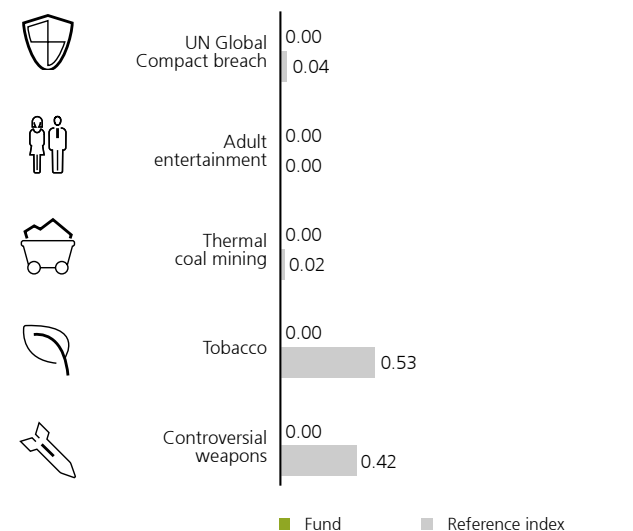 UN Global
Compact breach
0.00
0.04
Adult
entertainment
0.00
0.00
Thermal
coal mining
0.00
0.02
Tobacco
0.00
0.53
Controversial
weapons
0.00
0.42
Fund
Reference index